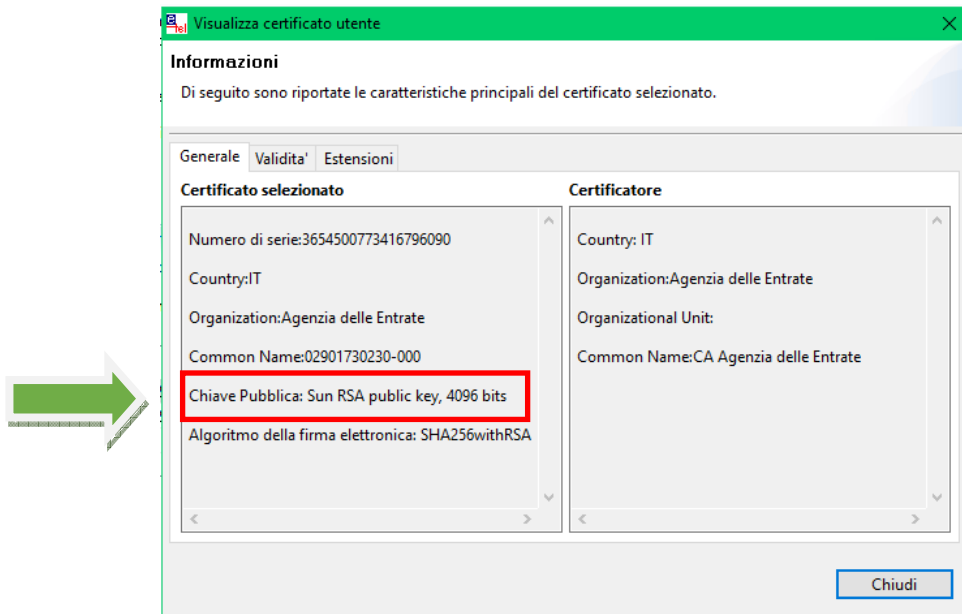 Visualizza certificato utente
Informazioni
Di seguito sono riportate le caratteristiche principali del certificato selezionato.
Generale Validita' Estensioni
Certificato selezionato
Numero di serie:3654500773416796090
Country:IT
Organization:Agenzia delle Entrate
Common Name:02901730230-000
Chiave Pubblica: Sun RSA public key, 4096 bits
Algoritmo della firma elettronica: SHA256withRSA
Certificatore
Country: IT
Organization:Agenzia delle Entrate
Organizational Unit:
Common Name:CA Agenzia delle Entrate
Chiudi